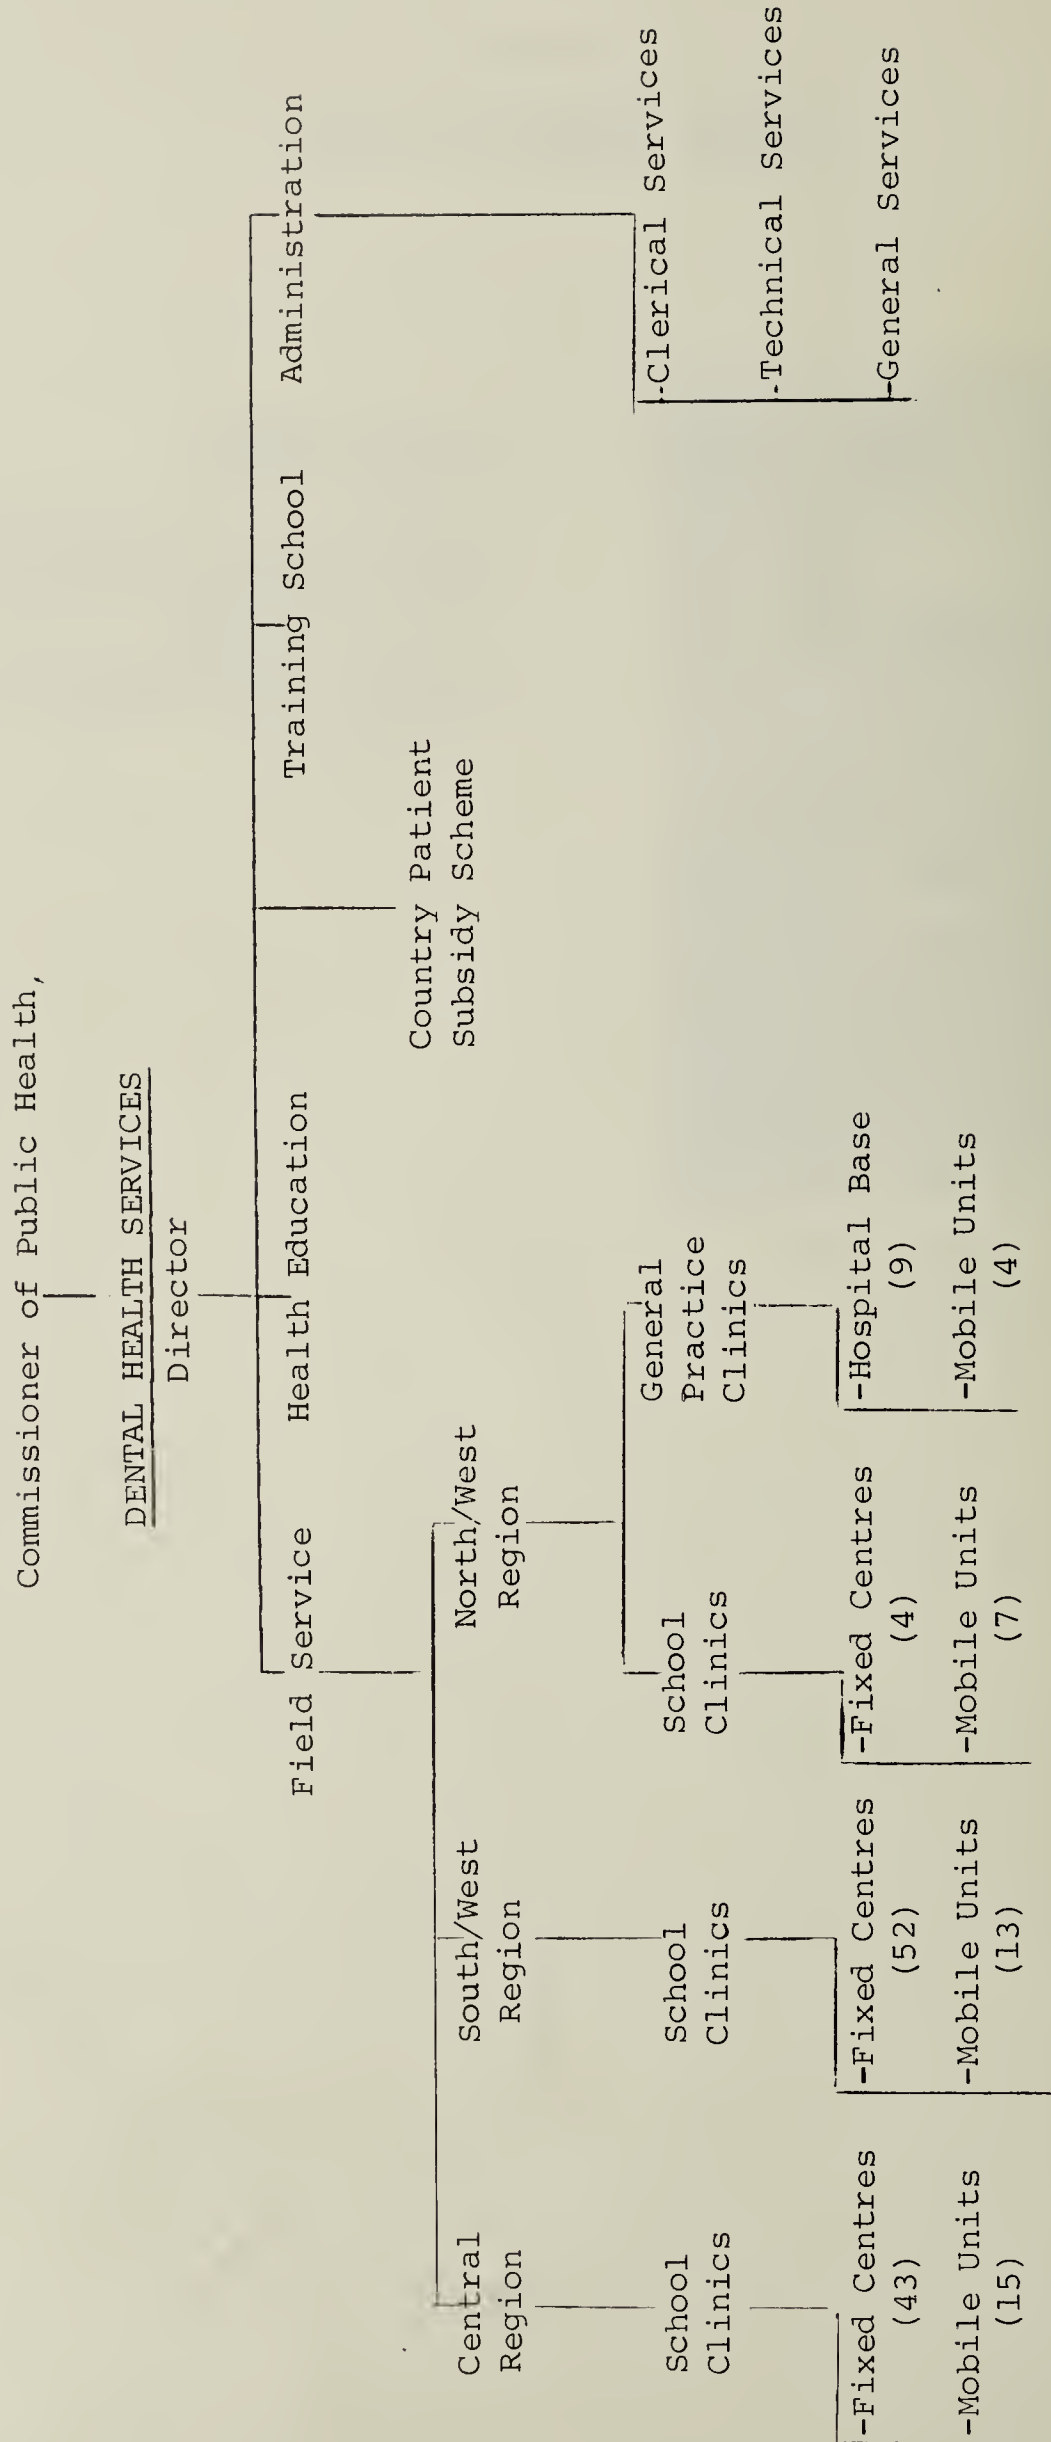 Commissioner of Public Health,
DENTAL HEALTH SERVICES
Director
Field Service
Health Education
Training School
Administration
Country Patient
Subsidy Scheme
Central
Region
South/West
Region
North/West
Region
School
Clinics
School
Clinics
School
Clinics
General
Practice
Clinics
-Clerical Services
-Technical Services
-General Services
-Fixed Centres
(43)
-Mobile Units
(15)
-Fixed Centres
(52)
-Mobile Units
(13)
-Fixed Centres
(4)
-Mobile Units
(7)
-Hospital Base
(9)
-Mobile Units
(4)